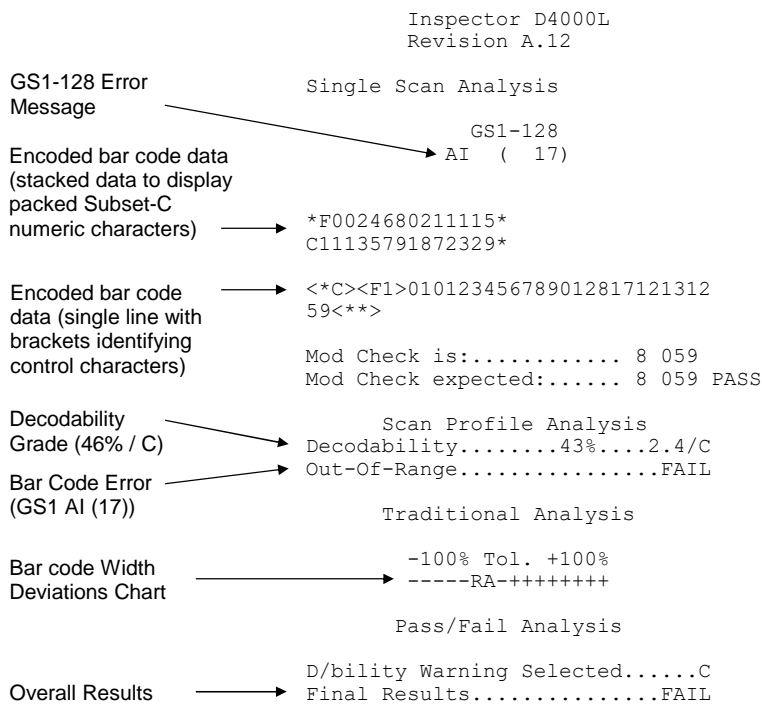 Inspector D4000L
Revision A.12
GS1-128 Error
Message
Single Scan Analysis
GS1-128
AI ( 17)
Encoded bar code data
(stacked data to display
packed Subset-C
numeric characters)
*F0024680211115*
C11135791872329*
Encoded bar code
data (single line with
brackets identifying
control characters)
<*C><F1>010123456789012817121312
59<**>
Mod Check is:............ 8 059
Mod Check expected:...... 8 059 PASS
Scan Profile Analysis
Decodability
Grade (46% / C)
Decodability........43%....2.4/C
Bar Code Error
(GS1 AI (17))
Out-Of-Range................FAIL
Traditional Analysis
Bar code Width
Deviations Chart
-100% Tol. +100%
-----RA-++++++++
Pass/Fail Analysis
D/bility Warning Selected......C
Overall Results
Final Results...............FAIL